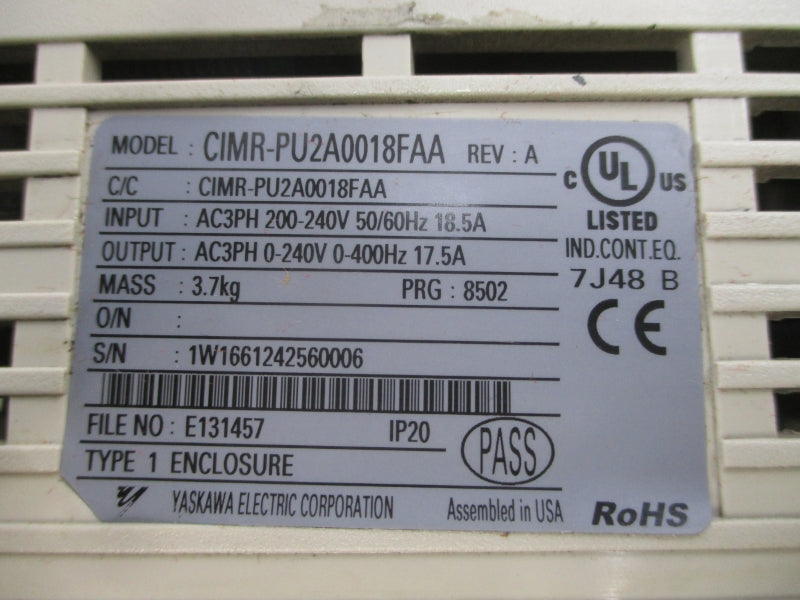 MODEL : CIMR-PU2A0018FAA REV : A
C/C : CIMR-PU2A0018FAA
INPUT : AC3PH 200-240V 50/60Hz 18.5A
OUTPUT : AC3PH 0-240V 0-400Hz 17.5A
MASS : 3.7kg PRG : 8502
O/N :
S/N : 1W1661242560006
FILE NO : E131457 IP20
TYPE 1 ENCLOSURE
PASS
YASKAWA ELECTRIC CORPORATION Assembled in USA
C UL US
LISTED
IND.CONT.EQ.
7J48 B
CE
RoHS